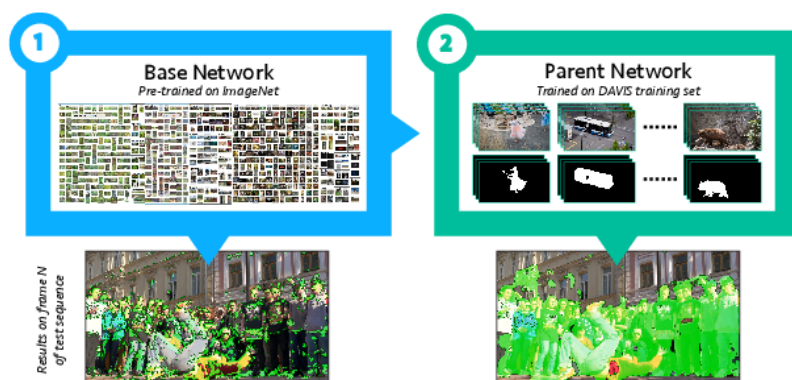 1
Base Network
Pre-trained on ImageNet
2
Parent Network
Trained on DAVIS training set
Results on frame N
of test sequence